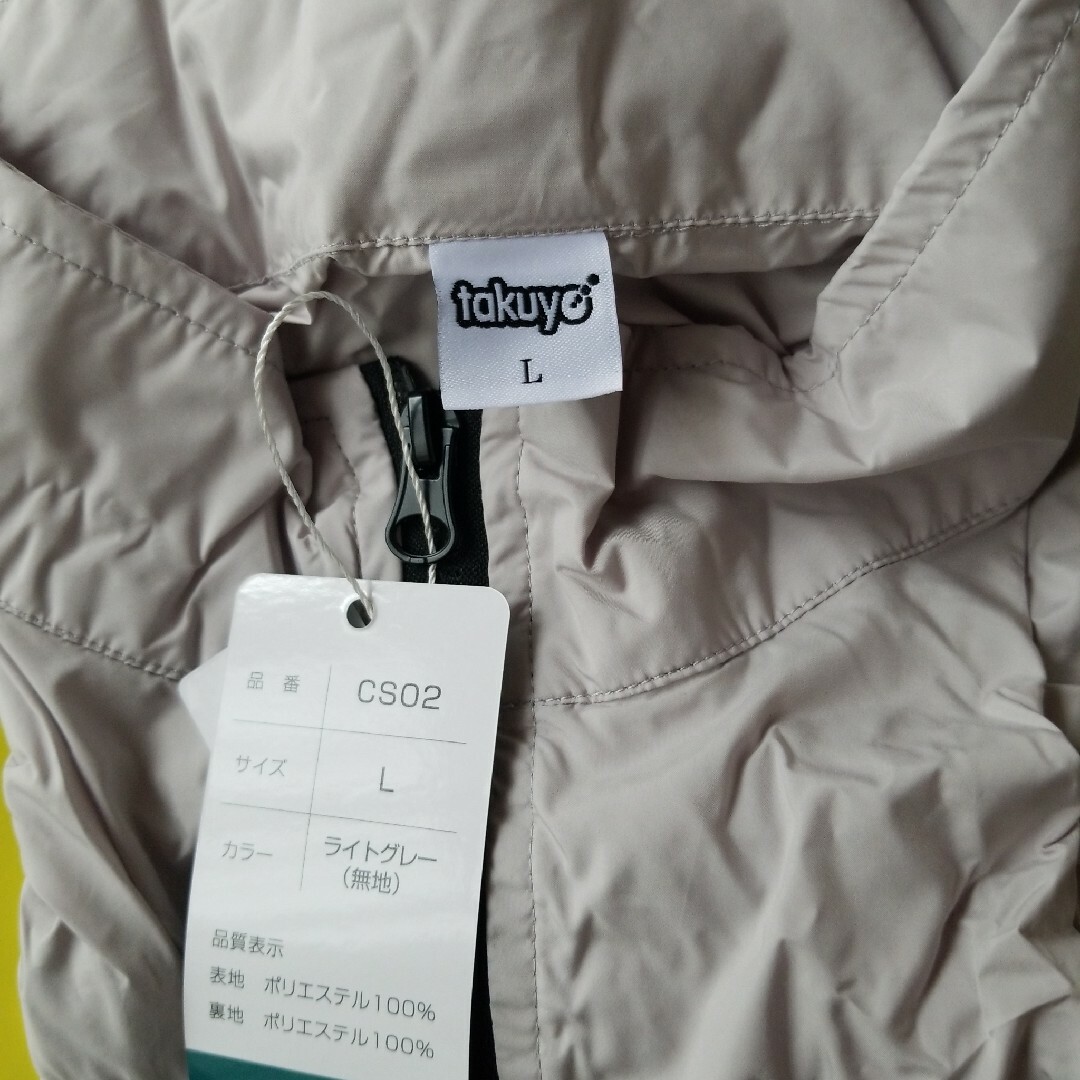 takuyo
L
品番 CS02
サイズ L
カラー ライトグレー
(無地)
品質表示
表地 ポリエステル100%
裏地 ポリエステル100%